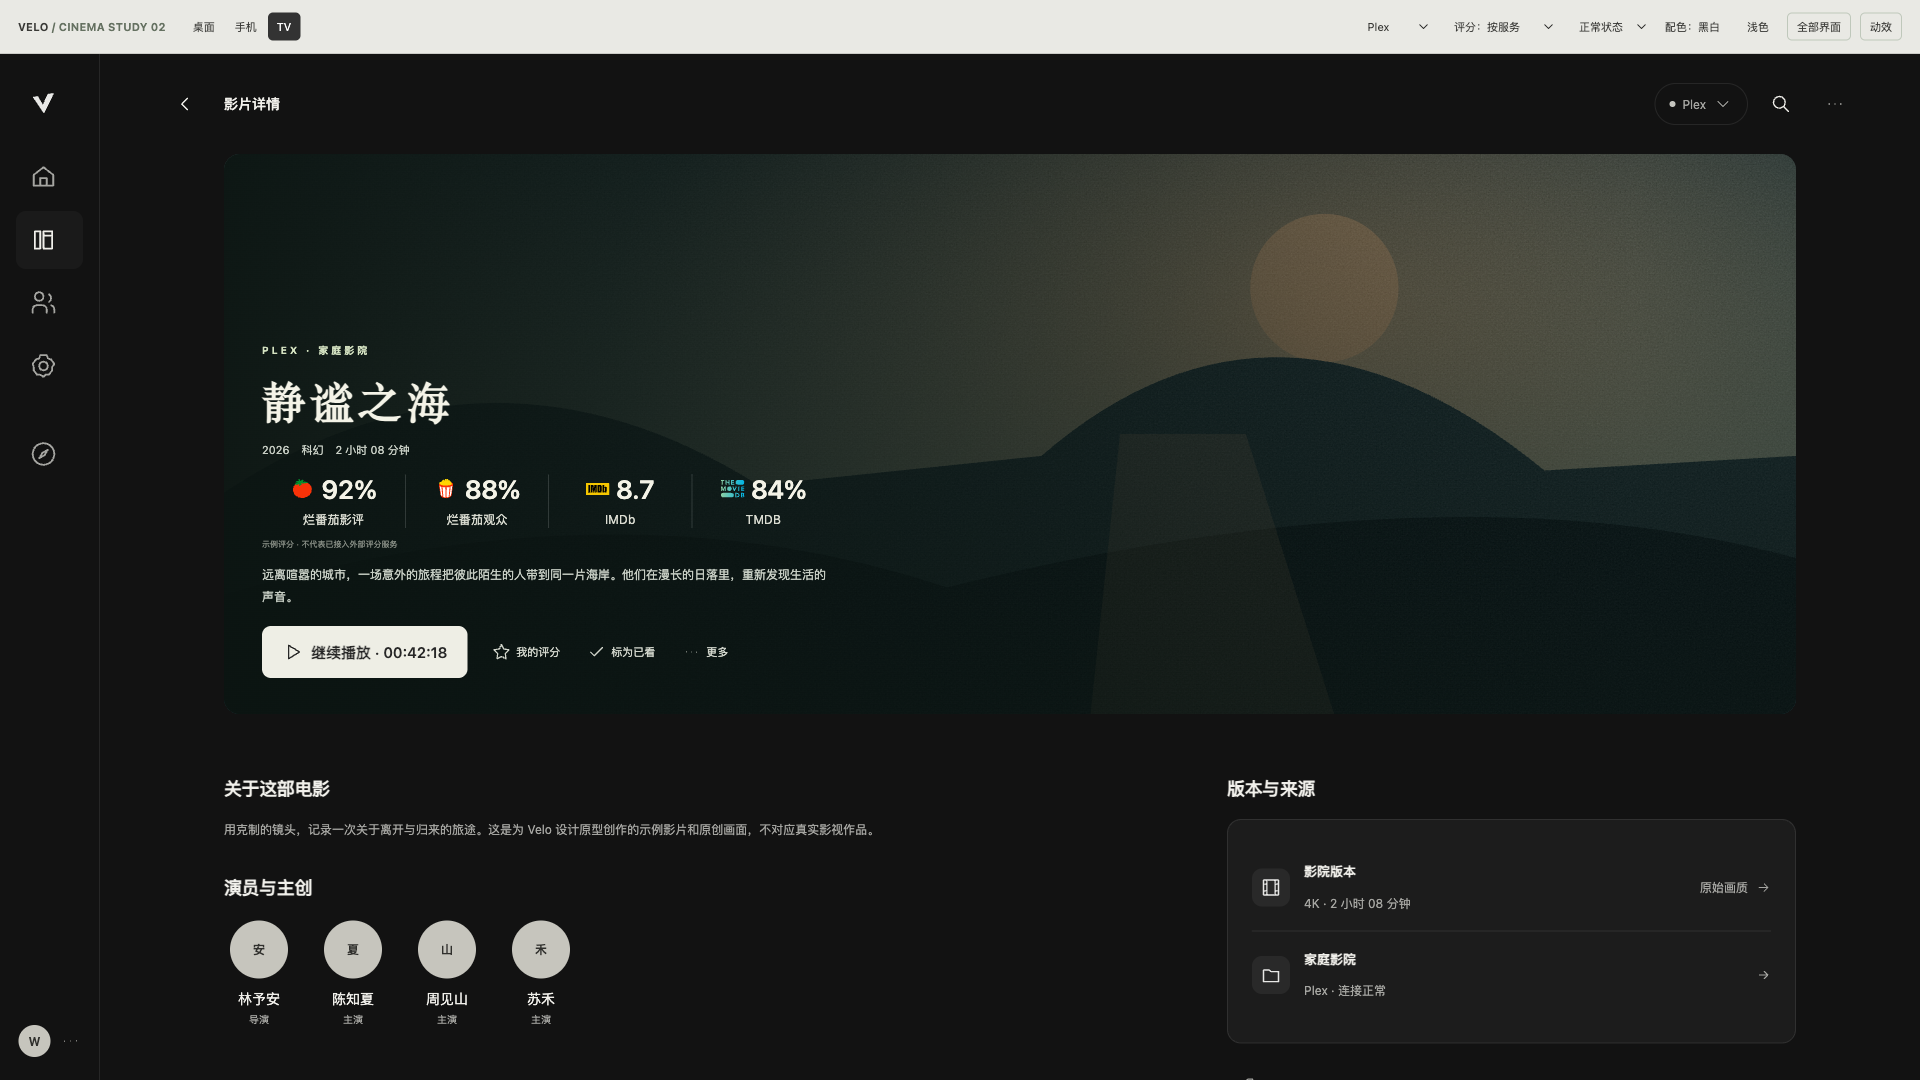 VELO / CINEMA STUDY 02 桌面 手机 TV Plex 评分：按服务 正常状态 配色：黑白 浅色 全部界面 动效
影片详情 Plex
PLEX · 家庭影院
静谧之海
2026 科幻 2 小时 08 分钟
92% 88% IMDb 8.7 THE MOVIE DB 84%
烂番茄影评 烂番茄观众 IMDb TMDB
示例评分 · 不代表已接入外部评分服务
远离喧嚣的城市，一场意外的旅程把彼此陌生的人带到同一片海岸。他们在漫长的日落里，重新发现生活的
声音。
继续播放 · 00:42:18 我的评分 标为已看 更多
关于这部电影
用克制的镜头，记录一次关于离开与归来的旅途。这是为 Velo 设计原型创作的示例影片和原创画面，不对应真实影视作品。
演员与主创
安 夏 山 禾
林予安 陈知夏 周见山 苏禾
导演 主演 主演 主演
版本与来源
影院版本
4K · 2 小时 08 分钟
原始画质
家庭影院
Plex · 连接正常
W